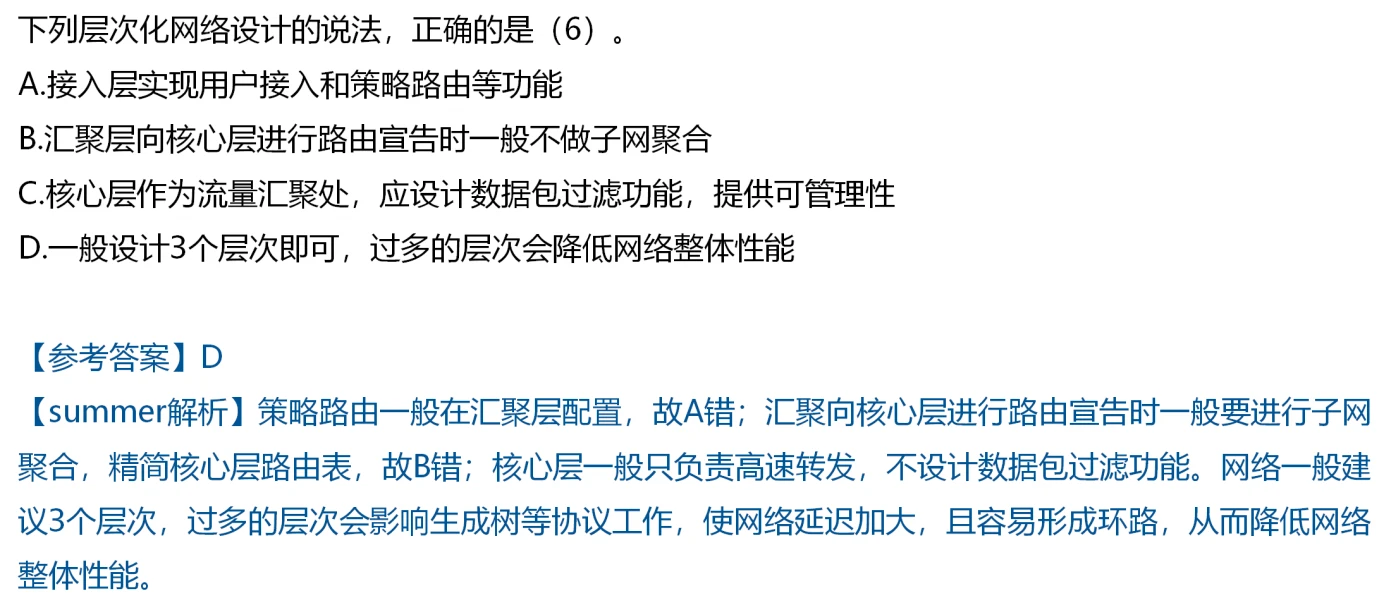 下列层次化网络设计的说法，正确的是（6）。
A.接入层实现用户接入和策略路由等功能
B.汇聚层向核心层进行路由宣告时一般不做子网聚合
C.核心层作为流量汇聚处，应设计数据包过滤功能，提供可管理性
D.一般设计3个层次即可，过多的层次会降低网络整体性能
【参考答案】D
【summer解析】策略路由一般在汇聚层配置，故A错；汇聚向核心层进行路由宣告时一般要进行子网
聚合，精简核心层路由表，故B错；核心层一般只负责高速转发，不设计数据包过滤功能。网络一般建
议3个层次，过多的层次会影响生成树等协议工作，使网络延迟加大，且容易形成环路，从而降低网络
整体性能。